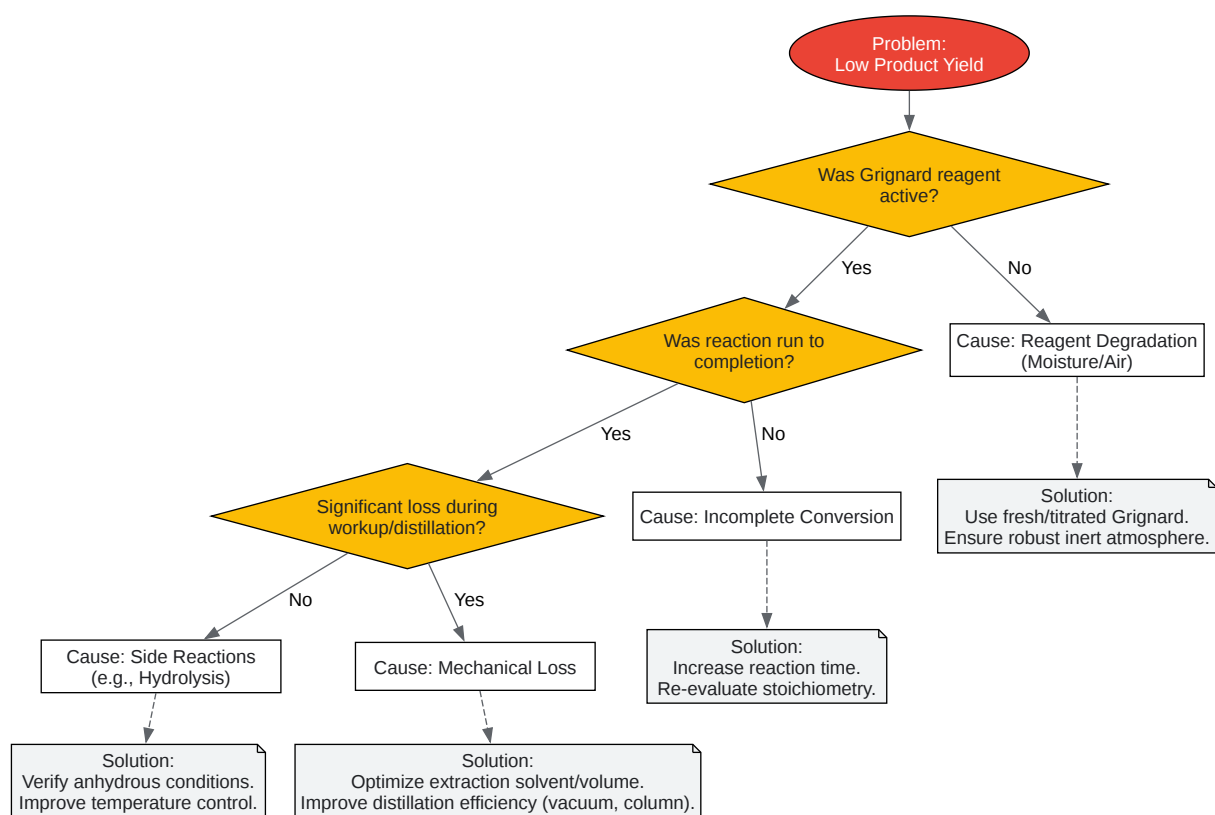 Problem:
Low Product Yield
Was Grignard reagent
active?
Yes
No
Was reaction run to
completion?
Cause: Reagent Degradation
(Moisture/Air)
Yes
No
Significant loss during
workup/distillation?
Cause: Incomplete Conversion
Solution:
Use fresh/titrated Grignard.
Ensure robust inert atmosphere.
No
Yes
Cause: Side Reactions
(e.g., Hydrolysis)
Cause: Mechanical Loss
Solution:
Increase reaction time.
Re-evaluate stoichiometry.
Solution:
Verify anhydrous conditions.
Improve temperature control.
Solution:
Optimize extraction solvent/volume.
Improve distillation efficiency (vacuum, column).